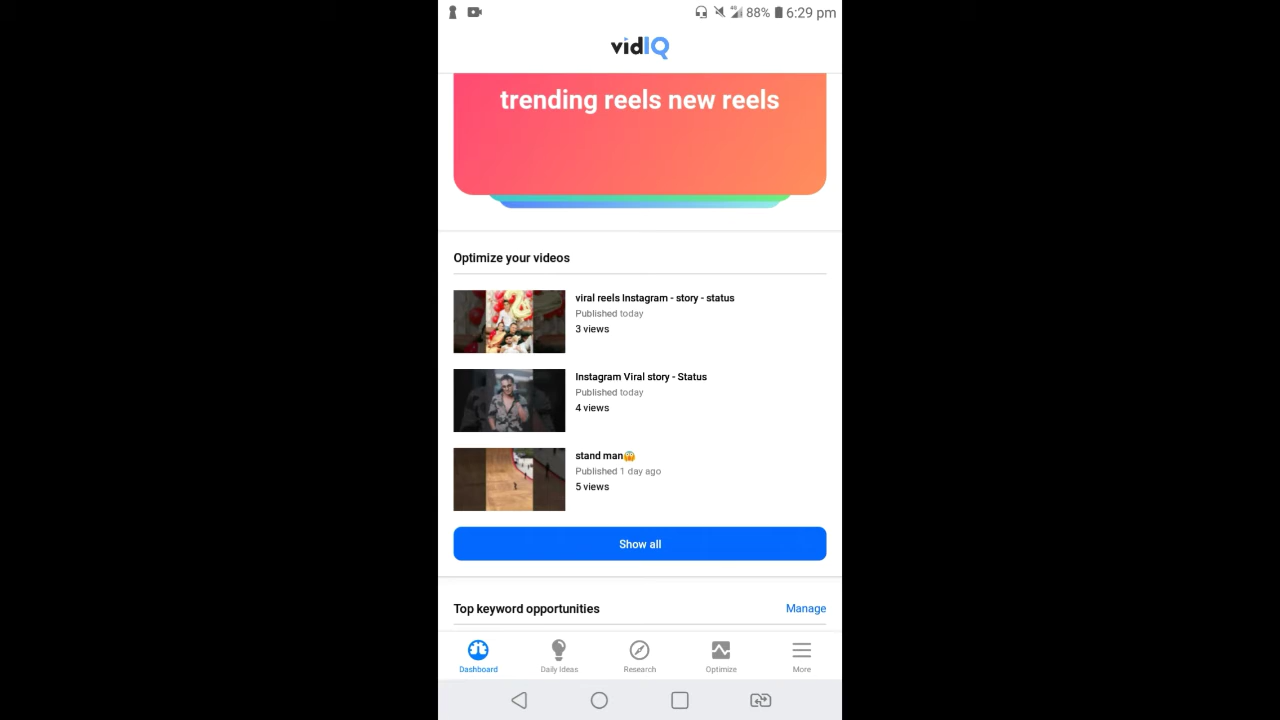 88% 6:29 pm
vidIQ
trending reels new reels
Optimize your videos
viral reels Instagram - story - status
Published today
3 views
Instagram Viral story - Status
Published today
4 views
stand man😱
Published 1 day ago
5 views
Show all
Top keyword opportunities
Manage
Dashboard
Daily Ideas
Research
Optimize
More